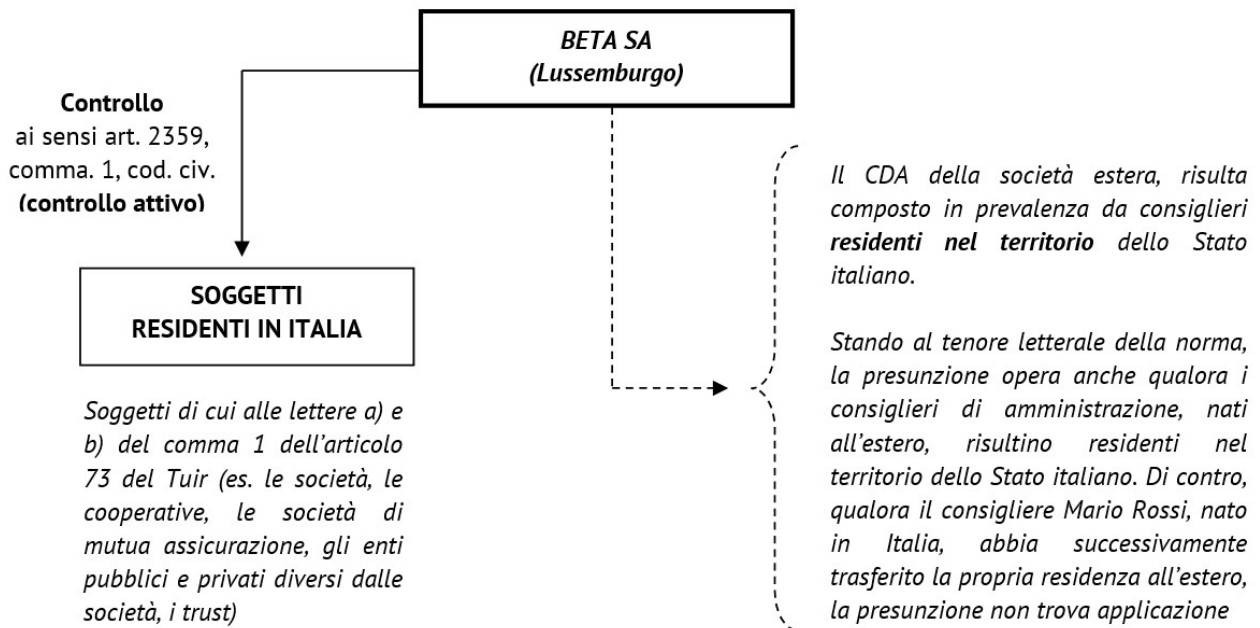 BETA SA
(Lussemburgo)
Controllo
ai sensi art. 2359,
comma. 1, cod. civ.
(controllo attivo)
SOGGETTI
RESIDENTI IN ITALIA
Soggetti di cui alle lettere a) e
b) del comma 1 dell'articolo
73 del Tuir (es. le società, le
cooperative, le società di
mutua assicurazione, gli enti
pubblici e privati diversi dalle
società, i trust)
Il CDA della società estera, risulta
composto in prevalenza da consiglieri
residenti nel territorio dello Stato
italiano.
Stando al tenore letterale della norma,
la presunzione opera anche qualora i
consiglieri di amministrazione, nati
all'estero, risultino residenti nel
territorio dello Stato italiano. Di contro,
qualora il consigliere Mario Rossi, nato
in Italia, abbia successivamente
trasferito la propria residenza all'estero,
la presunzione non trova applicazione